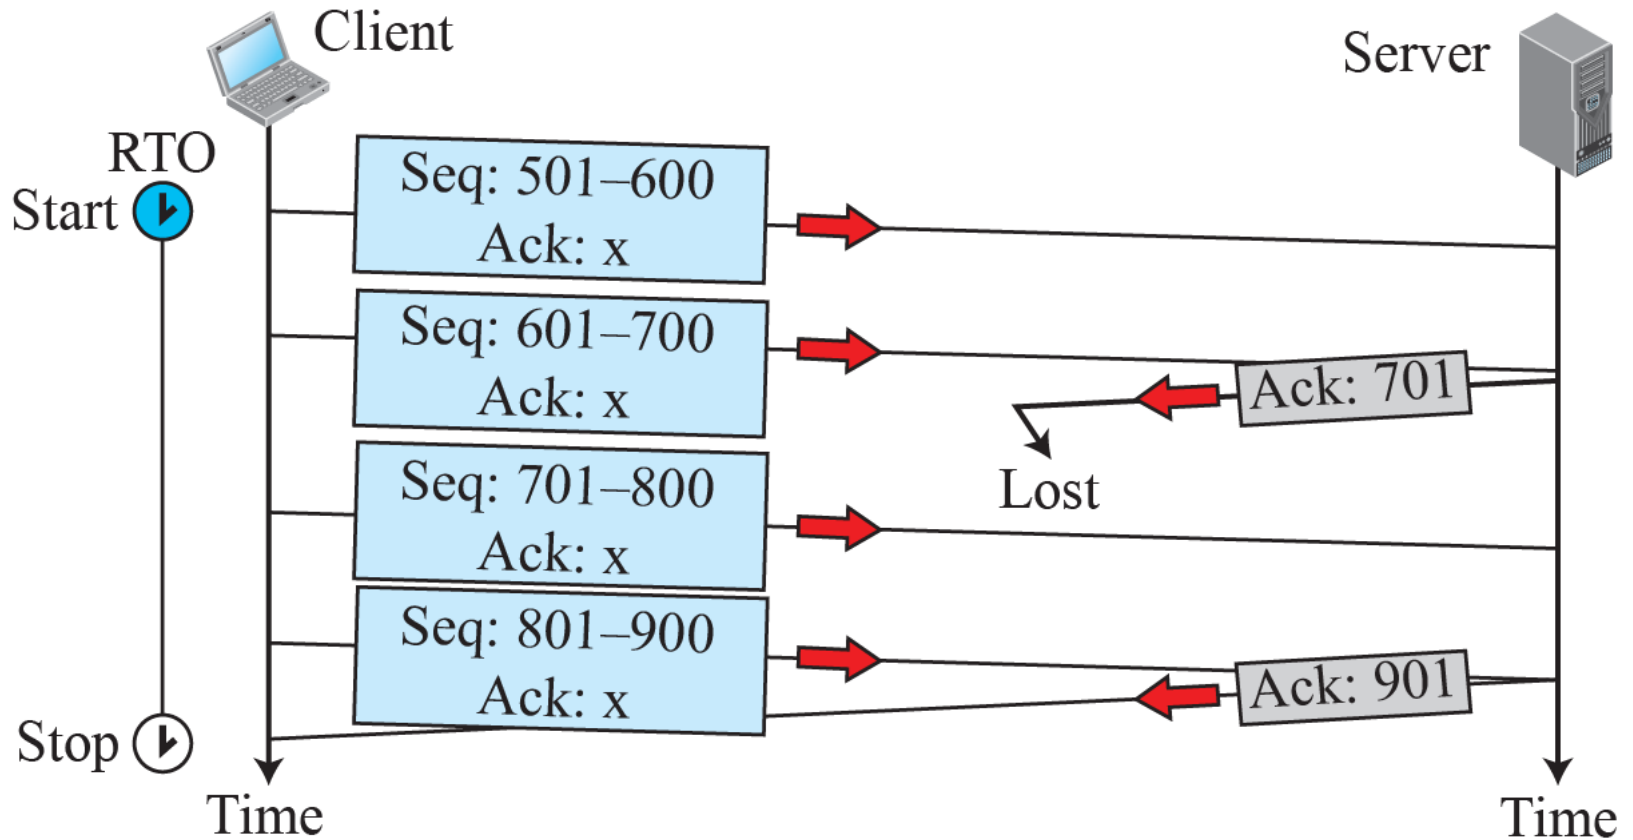 Client
Server
RTO
Start
Seq: 501–600
Ack: x
Seq: 601–700
Ack: x
Ack: 701
Lost
Seq: 701–800
Ack: x
Seq: 801–900
Ack: x
Ack: 901
Stop
Time
Time